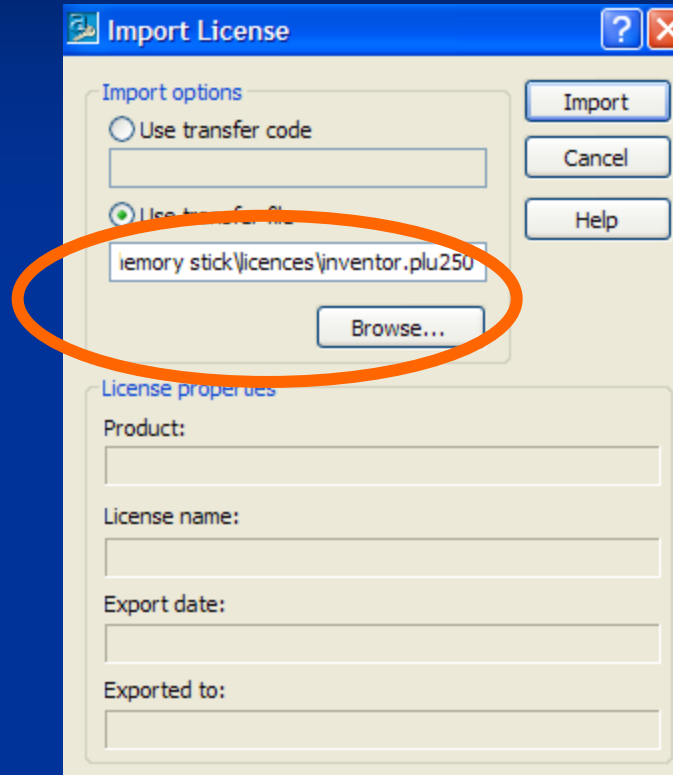 Import License
Import options
Use transfer code
Use transfer file
emory stick\licences\inventor.plu250
Browse...
Import
Cancel
Help
License properties
Product:
License name:
Export date:
Exported to: